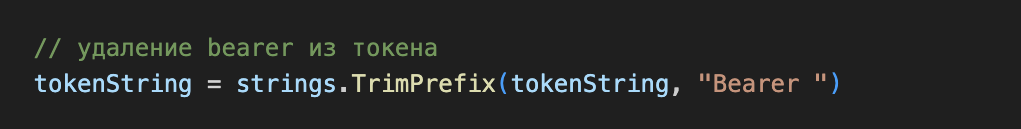 // удаление bearer из токена
tokenString = strings.TrimPrefix(tokenString, "Bearer ")